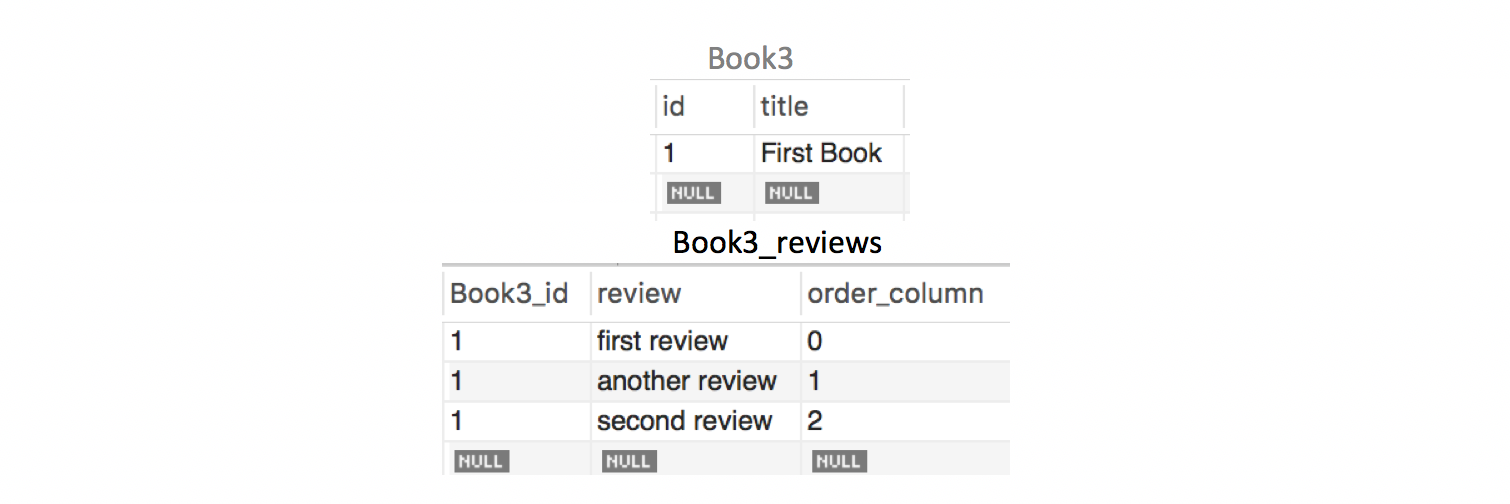 Book3
id title
1 First Book
NULL NULL
Book3_reviews
Book3_id review order_column
1 first review 0
1 another review 1
1 second review 2
NULL NULL NULL